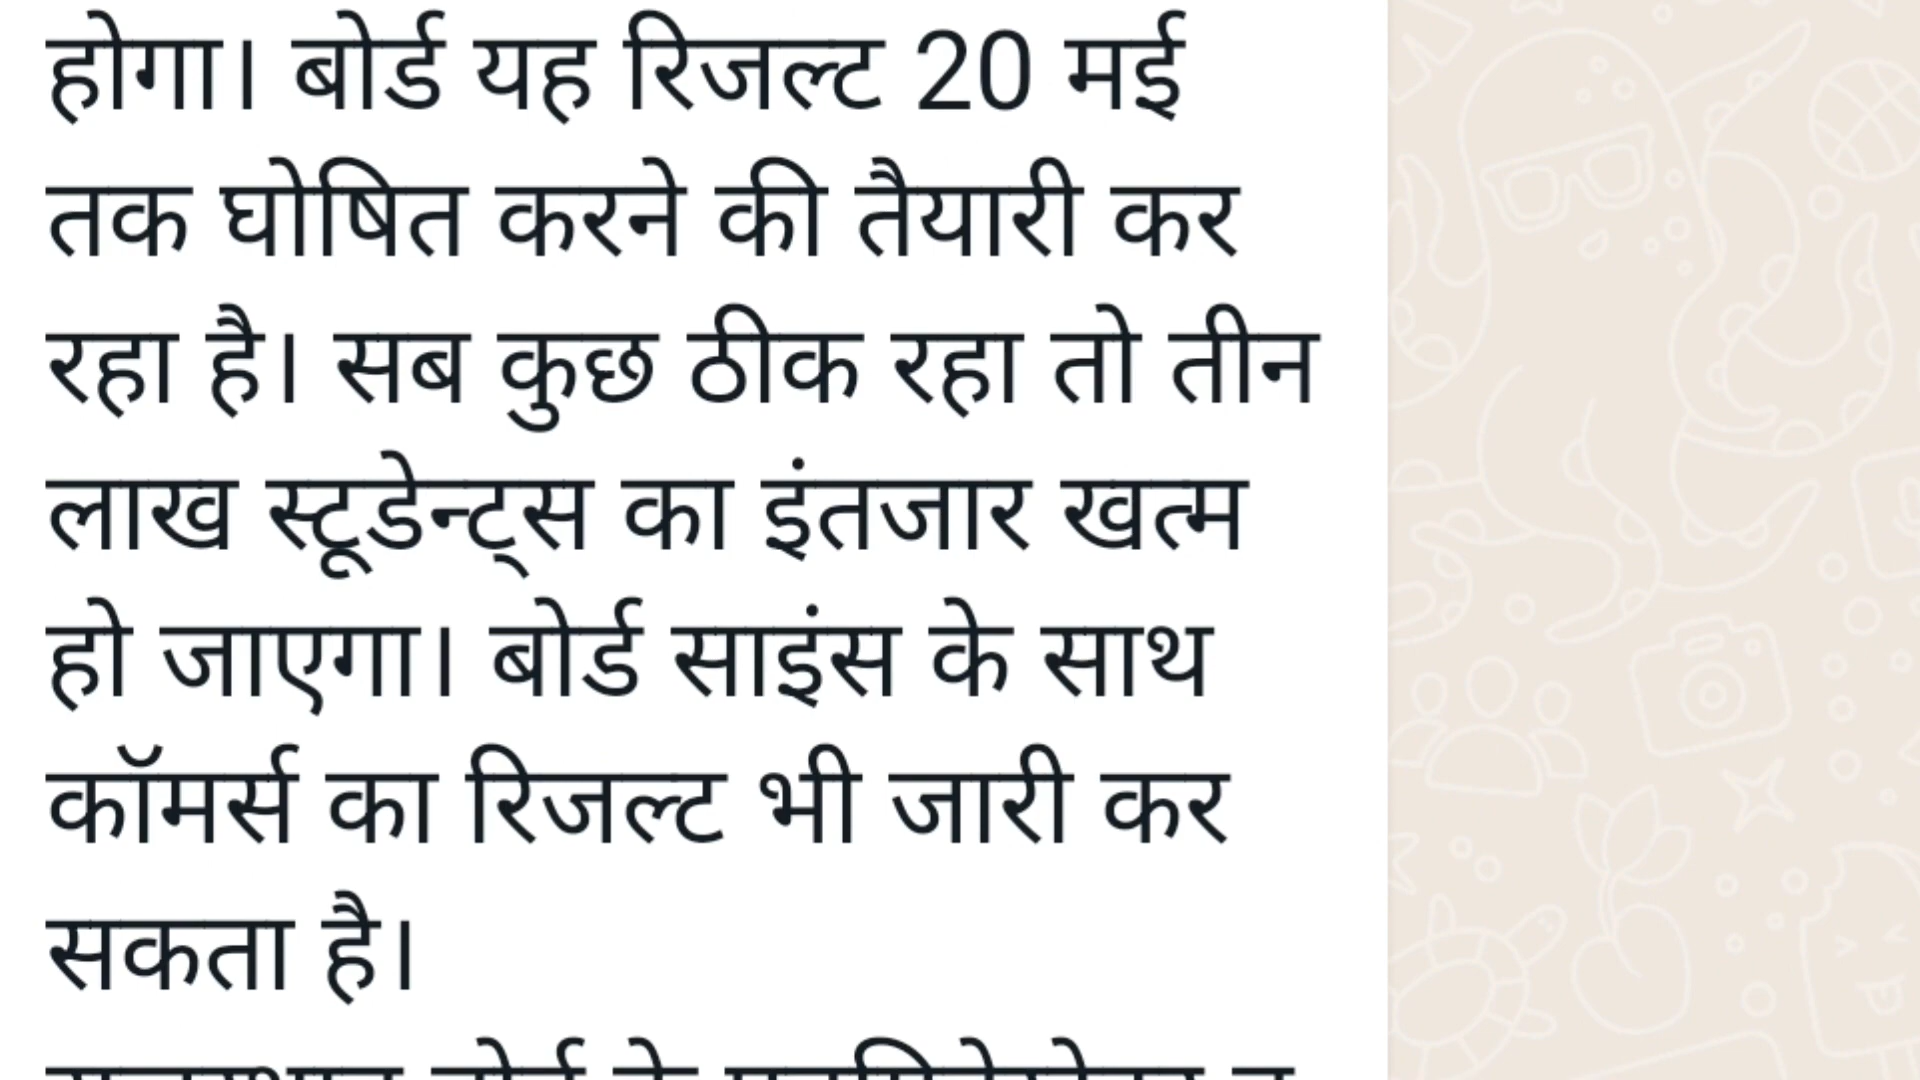 होगा। बोर्ड यह रिजल्ट 20 मई
तक घोषित करने की तैयारी कर
रहा है। सब कुछ ठीक रहा तो तीन
लाख स्टूडेन्ट्स का इंतजार खत्म
हो जाएगा। बोर्ड साइंस के साथ
कॉमर्स का रिजल्ट भी जारी कर
सकता है।